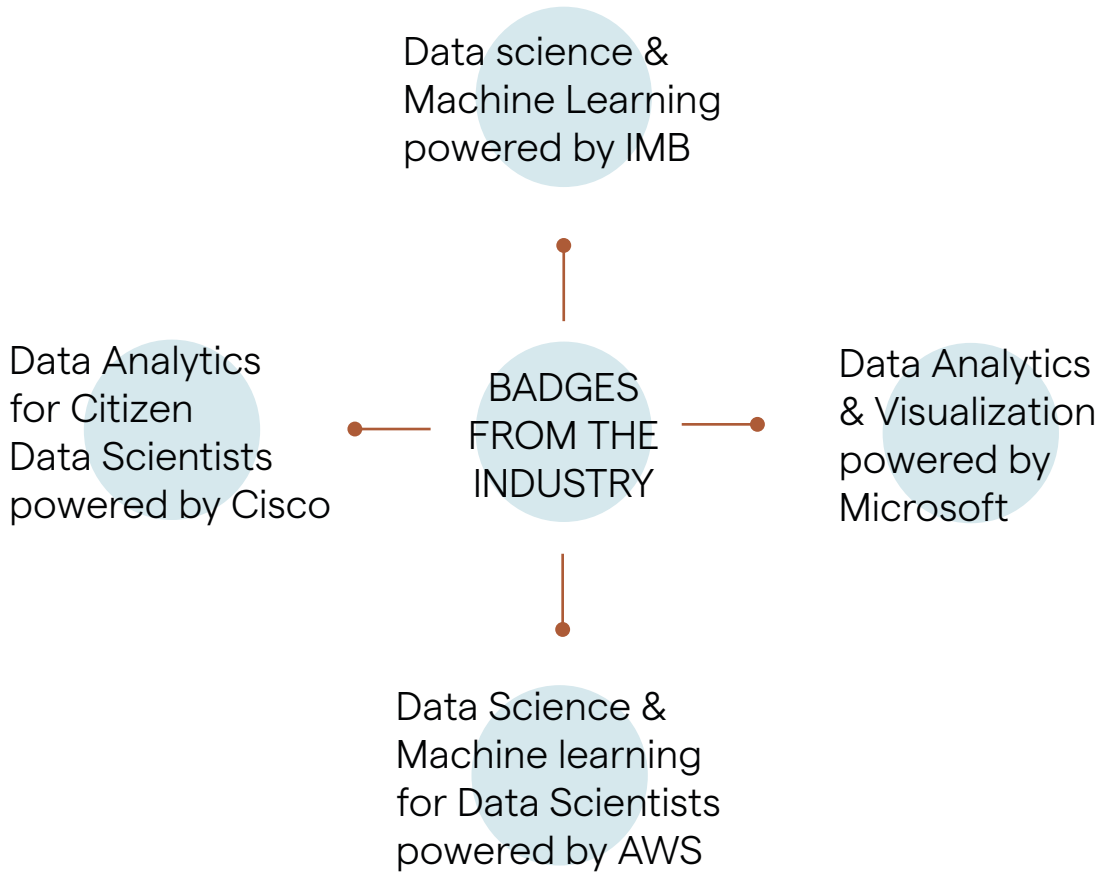 Data science &
Machine Learning
powered by IMB
Data Analytics
for Citizen
Data Scientists
powered by Cisco
BADGES
FROM THE
INDUSTRY
Data Analytics
& Visualization
powered by
Microsoft
Data Science &
Machine learning
for Data Scientists
powered by AWS